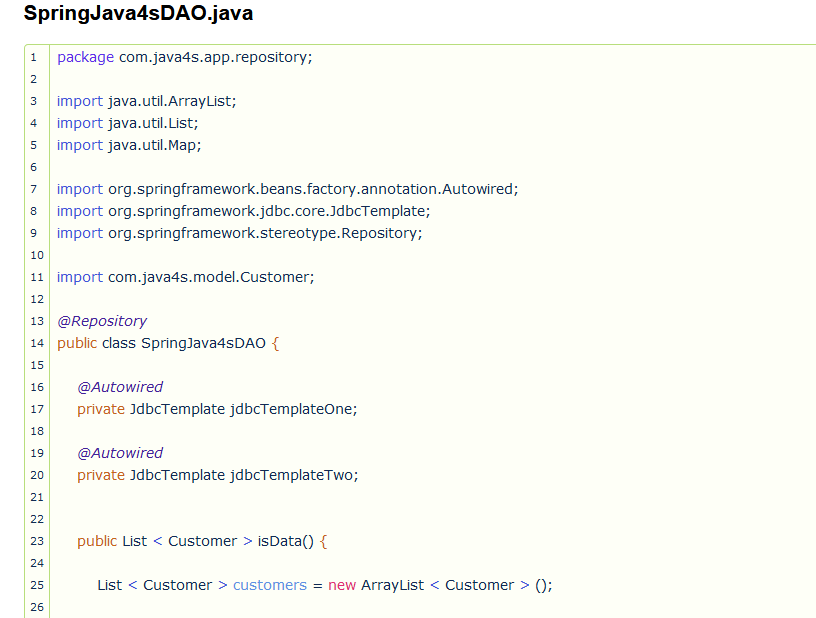 SpringJava4sDAO.java
1 package com.java4s.app.repository;
2
3 import java.util.ArrayList;
4 import java.util.List;
5 import java.util.Map;
6
7 import org.springframework.beans.factory.annotation.Autowired;
8 import org.springframework.jdbc.core.JdbcTemplate;
9 import org.springframework.stereotype.Repository;
10
11 import com.java4s.model.Customer;
12
13 @Repository
14 public class SpringJava4sDAO {
15
16 @Autowired
17 private JdbcTemplate jdbcTemplateOne;
18
19 @Autowired
20 private JdbcTemplate jdbcTemplateTwo;
21
22
23 public List < Customer > isData() {
24
25 List < Customer > customers = new ArrayList < Customer > ();
26